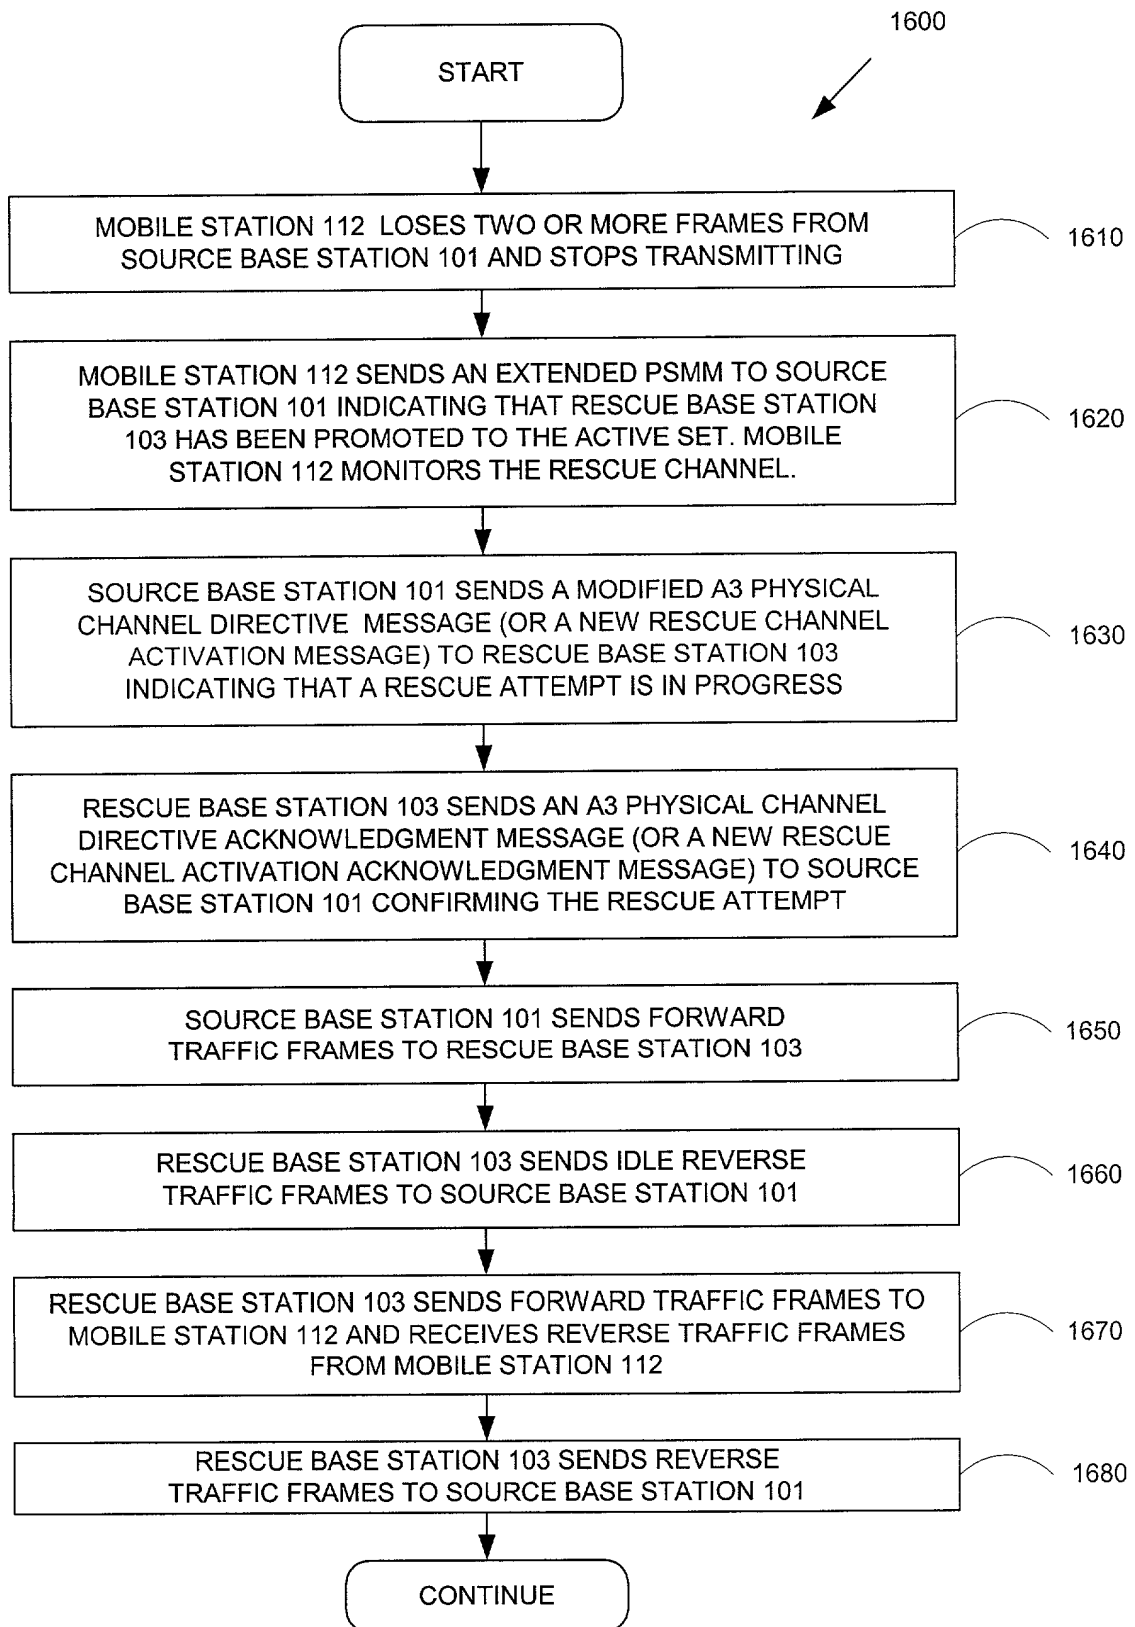 1600
START
MOBILE STATION 112 LOSES TWO OR MORE FRAMES FROM
SOURCE BASE STATION 101 AND STOPS TRANSMITTING
1610
MOBILE STATION 112 SENDS AN EXTENDED PSMM TO SOURCE
BASE STATION 101 INDICATING THAT RESCUE BASE STATION
103 HAS BEEN PROMOTED TO THE ACTIVE SET. MOBILE
STATION 112 MONITORS THE RESCUE CHANNEL.
1620
SOURCE BASE STATION 101 SENDS A MODIFIED A3 PHYSICAL
CHANNEL DIRECTIVE MESSAGE (OR A NEW RESCUE CHANNEL
ACTIVATION MESSAGE) TO RESCUE BASE STATION 103
INDICATING THAT A RESCUE ATTEMPT IS IN PROGRESS
1630
RESCUE BASE STATION 103 SENDS AN A3 PHYSICAL CHANNEL
DIRECTIVE ACKNOWLEDGMENT MESSAGE (OR A NEW RESCUE
CHANNEL ACTIVATION ACKNOWLEDGMENT MESSAGE) TO SOURCE
BASE STATION 101 CONFIRMING THE RESCUE ATTEMPT
1640
SOURCE BASE STATION 101 SENDS FORWARD
TRAFFIC FRAMES TO RESCUE BASE STATION 103
1650
RESCUE BASE STATION 103 SENDS IDLE REVERSE
TRAFFIC FRAMES TO SOURCE BASE STATION 101
1660
RESCUE BASE STATION 103 SENDS FORWARD TRAFFIC FRAMES TO
MOBILE STATION 112 AND RECEIVES REVERSE TRAFFIC FRAMES
FROM MOBILE STATION 112
1670
RESCUE BASE STATION 103 SENDS REVERSE
TRAFFIC FRAMES TO SOURCE BASE STATION 101
1680
CONTINUE